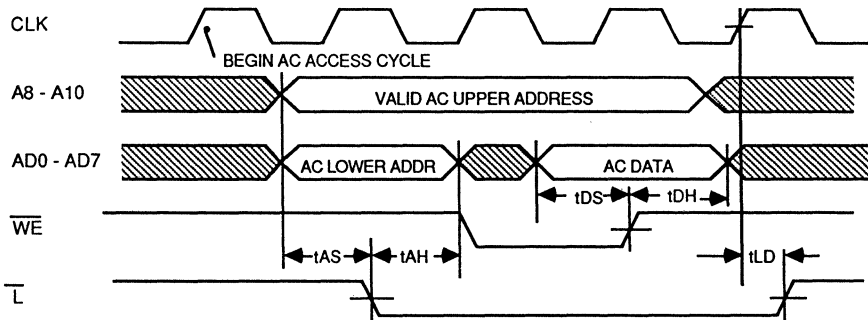 CLK
BEGIN AC ACCESS CYCLE
A8 - A10
VALID AC UPPER ADDRESS
AD0 - AD7
AC LOWER ADDR
AC DATA
tDS
tDH
WE
tAS
tAH
tLD
L